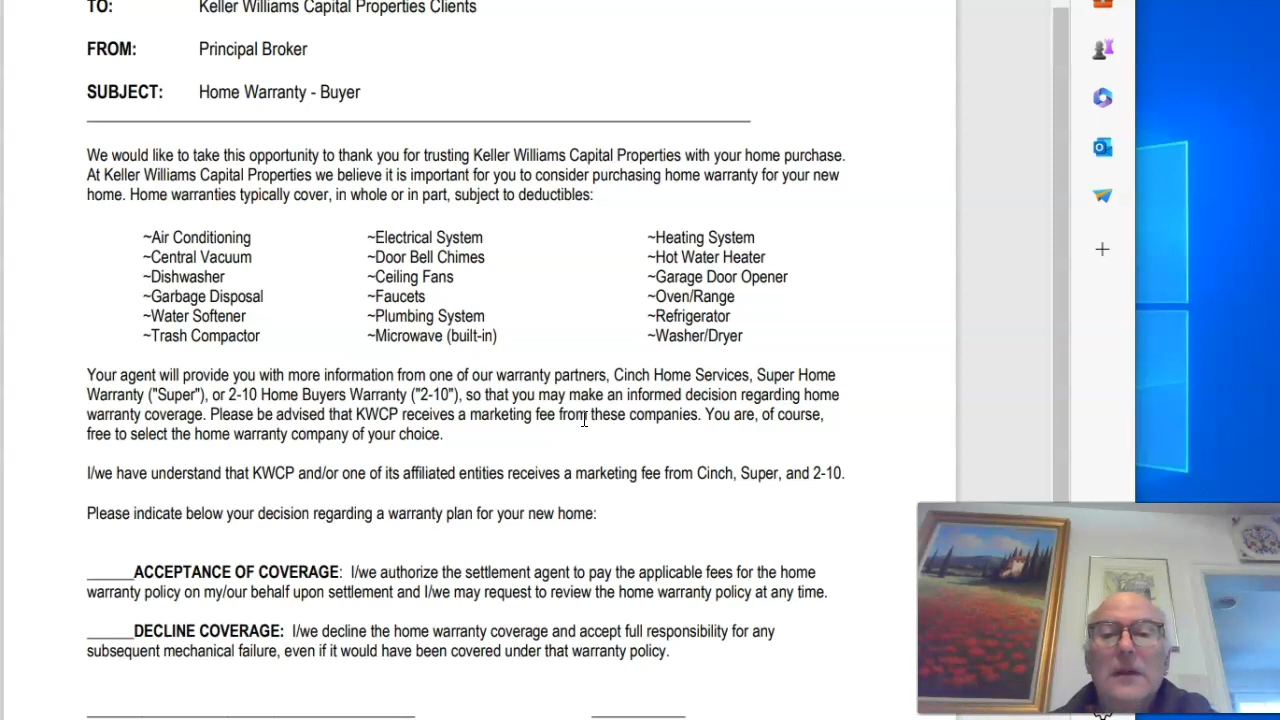 TO: Keller Williams Capital Properties Clients
FROM: Principal Broker
SUBJECT: Home Warranty - Buyer
We would like to take this opportunity to thank you for trusting Keller Williams Capital Properties with your home purchase.
At Keller Williams Capital Properties we believe it is important for you to consider purchasing home warranty for your new
home. Home warranties typically cover, in whole or in part, subject to deductibles:
~Air Conditioning ~Electrical System ~Heating System
~Central Vacuum ~Door Bell Chimes ~Hot Water Heater
~Dishwasher ~Ceiling Fans ~Garage Door Opener
~Garbage Disposal ~Faucets ~Oven/Range
~Water Softener ~Plumbing System ~Refrigerator
~Trash Compactor ~Microwave (built-in) ~Washer/Dryer
Your agent will provide you with more information from one of our warranty partners, Cinch Home Services, Super Home
Warranty ("Super"), or 2-10 Home Buyers Warranty ("2-10"), so that you may make an informed decision regarding home
warranty coverage. Please be advised that KWCP receives a marketing fee from these companies. You are, of course,
free to select the home warranty company of your choice.
I/we have understand that KWCP and/or one of its affiliated entities receives a marketing fee from Cinch, Super, and 2-10.
Please indicate below your decision regarding a warranty plan for your new home:
______ACCEPTANCE OF COVERAGE: I/we authorize the settlement agent to pay the applicable fees for the home
warranty policy on my/our behalf upon settlement and I/we may request to review the home warranty policy at any time.
______DECLINE COVERAGE: I/we decline the home warranty coverage and accept full responsibility for any
subsequent mechanical failure, even if it would have been covered under that warranty policy.